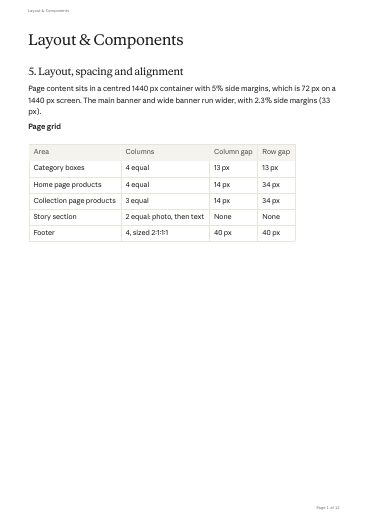 Layout & Components
Layout & Components
5. Layout, spacing and alignment
Page content sits in a centred 1440 px container with 5% side margins, which is 72 px on a
1440 px screen. The main banner and wide banner run wider, with 2.3% side margins (33
px).
Page grid
Area Columns Column gap Row gap
Category boxes 4 equal 13 px 13 px
Home page products 4 equal 14 px 34 px
Collection page products 3 equal 14 px 34 px
Story section 2 equal: photo, then text None None
Footer 4, sized 2:1:1:1 40 px 40 px
Page 1 of 12